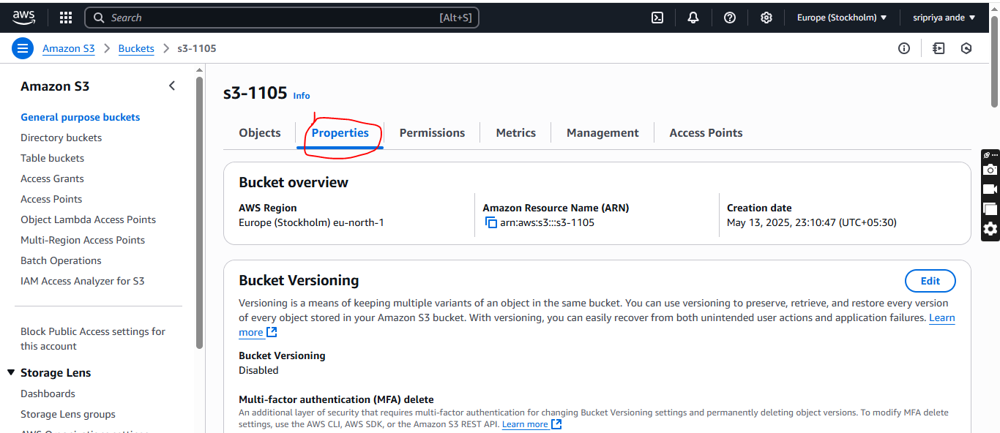 aws
Search [Alt+S]
Europe (Stockholm)
sripriya ande
Amazon S3 > Buckets > s3-1105
Amazon S3
General purpose buckets
Directory buckets
Table buckets
Access Grants
Access Points
Object Lambda Access Points
Multi-Region Access Points
Batch Operations
IAM Access Analyzer for S3
Block Public Access settings for
this account
Storage Lens
Dashboards
Storage Lens groups
AWS Organizations settings
s3-1105 Info
Objects Properties Permissions Metrics Management Access Points
Bucket overview
AWS Region
Europe (Stockholm) eu-north-1
Amazon Resource Name (ARN)
arn:aws:s3:::s3-1105
Creation date
May 13, 2025, 23:10:47 (UTC+05:30)
Bucket Versioning
Edit
Versioning is a means of keeping multiple variants of an object in the same bucket. You can use versioning to preserve, retrieve, and restore every version
of every object stored in your Amazon S3 bucket. With versioning, you can easily recover from both unintended user actions and application failures. Learn
more
Bucket Versioning
Disabled
Multi-factor authentication (MFA) delete
An additional layer of security that requires multi-factor authentication for changing Bucket Versioning settings and permanently deleting object versions. To modify MFA delete
settings, use the AWS CLI, AWS SDK, or the Amazon S3 REST API. Learn more